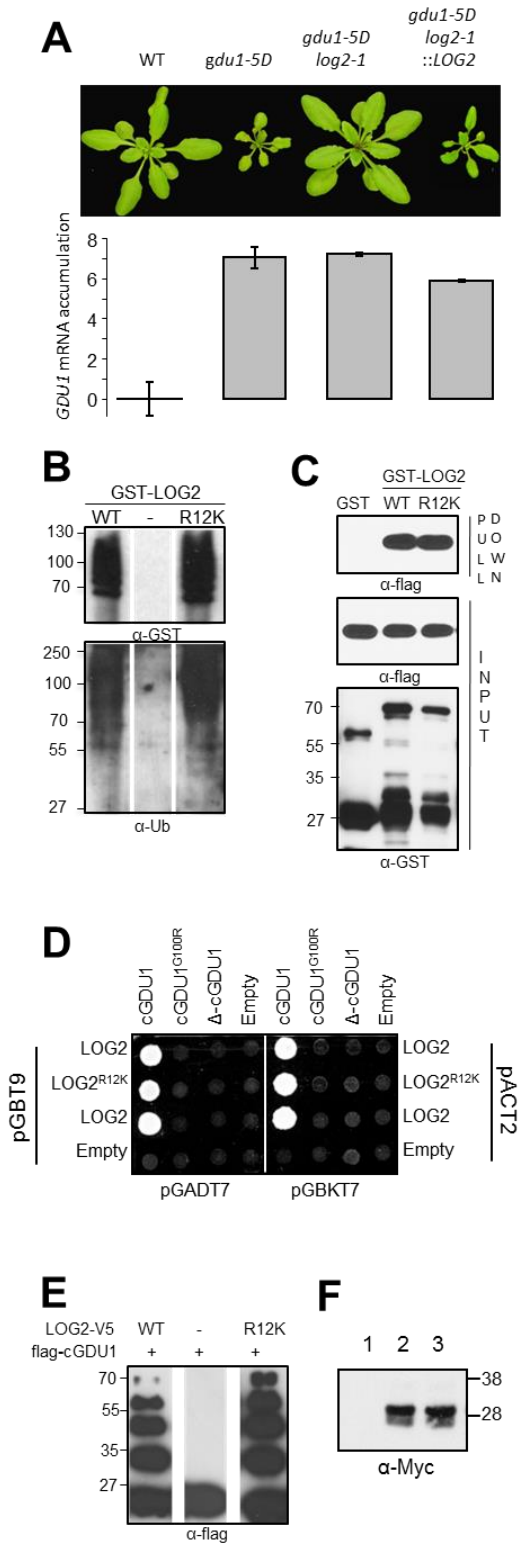 A
WT
gdu1-5D
gdu1-5D
log2-1
gdu1-5D
log2-1
::LOG2
GDU1 mRNA accumulation
8
6
4
2
0
B
GST-LOG2
WT - R12K
130
100
70
α-GST
250
100
70
55
27
α-Ub
C
GST-LOG2
GST WT R12K
PULL
DOWN
α-flag
α-flag
INPUT
70
55
35
27
α-GST
D
cGDU1
cGDU1G100R
Δ-cGDU1
Empty
cGDU1
cGDU1G100R
Δ-cGDU1
Empty
pGBT9
LOG2
LOG2R12K
LOG2
Empty
LOG2
LOG2R12K
LOG2
Empty
pACT2
pGADT7
pGBKT7
E
LOG2-V5 WT - R12K
flag-cGDU1 + + +
70
55
35
27
α-flag
F
1 2 3
38
28
α-Myc